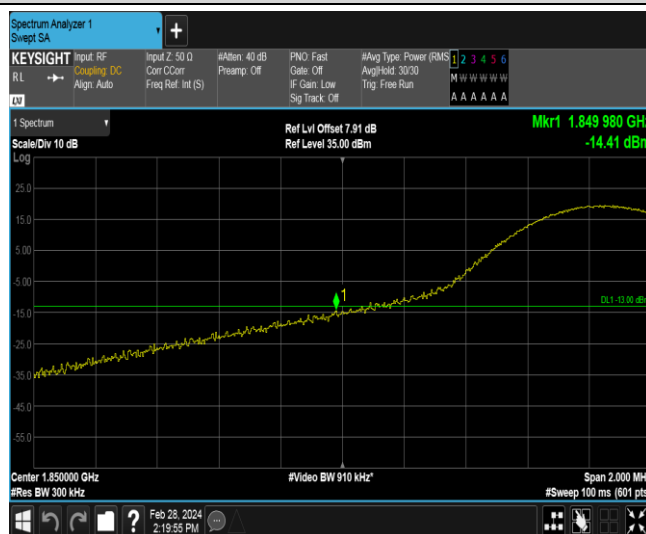 Spectrum Analyzer 1
Swept SA
+
KEYSIGHT Input: RF Input Z: 50 Ω #Atten: 40 dB PNO: Fast #Avg Type: Power (RMS 1 2 3 4 5 6
RL Coupling: DC Corr CCorr Preamp: Off Gate: Off Avg|Hold: 30/30 M W W W W W
Align: Auto Freq Ref: Int (S) IF Gain: Low Trig: Free Run
Sig Track: Off A A A A A A
LXI
1 Spectrum
Ref Lvl Offset 7.91 dB Mkr1 1.849 980 GHz
Scale/Div 10 dB Ref Level 35.00 dBm -14.41 dBm
Log
25.0
15.0
5.00
-5.00
1
DL1 -13.00 dBm
-15.0
-25.0
-35.0
-45.0
-55.0
Center 1.850000 GHz #Video BW 910 kHz* Span 2.000 MH
#Res BW 300 kHz #Sweep 100 ms (601 pts
? Feb 28, 2024
2:19:55 PM